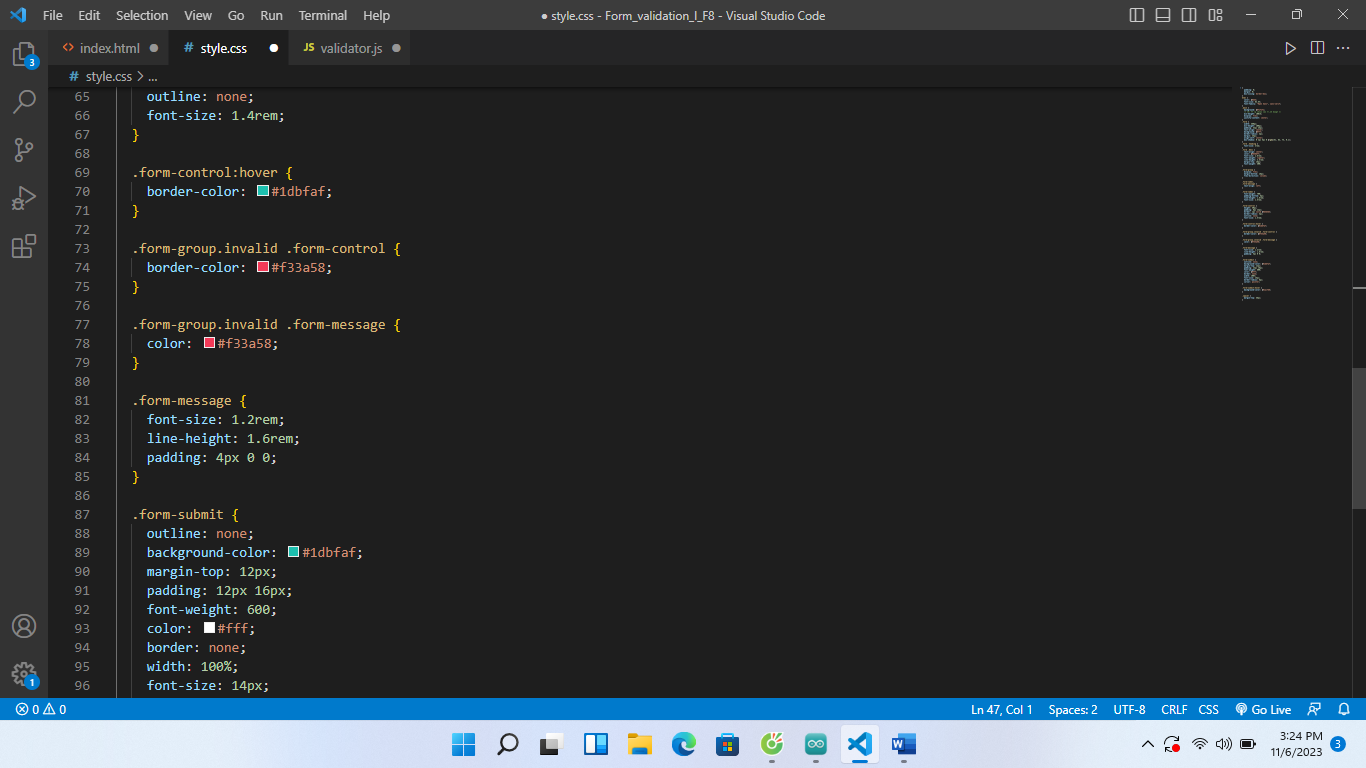 File Edit Selection View Go Run Terminal Help
● style.css - Form_validation_I_F8 - Visual Studio Code
<> index.html ●
# style.css ●
JS validator.js ●
# style.css > ...
65 outline: none;
66 font-size: 1.4rem;
67 }
68
69 .form-control:hover {
70 border-color: #1dbfaf;
71 }
72
73 .form-group.invalid .form-control {
74 border-color: #f33a58;
75 }
76
77 .form-group.invalid .form-message {
78 color: #f33a58;
79 }
80
81 .form-message {
82 font-size: 1.2rem;
83 line-height: 1.6rem;
84 padding: 4px 0 0;
85 }
86
87 .form-submit {
88 outline: none;
89 background-color: #1dbfaf;
90 margin-top: 12px;
91 padding: 12px 16px;
92 font-weight: 600;
93 color: #fff;
94 border: none;
95 width: 100%;
96 font-size: 14px;
3
1
0 0
Ln 47, Col 1 Spaces: 2 UTF-8 CRLF CSS Go Live
W
3:24 PM
11/6/2023
3